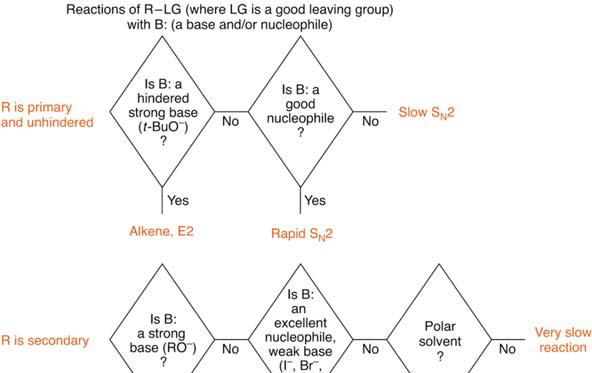 Reactions of R–LG (where LG is a good leaving group)
with B: (a base and/or nucleophile)
R is primary
and unhindered
Is B: a
hindered
strong base
(t-BuO⁻)
?
No
Is B: a
good
nucleophile
?
No
Slow SN2
Yes
Yes
Alkene, E2
Rapid SN2
R is secondary
Is B:
a strong
base (RO⁻)
?
No
Is B:
an
excellent
nucleophile,
weak base
(I⁻, Br⁻,
No
Polar
solvent
?
No
Very slow
reaction